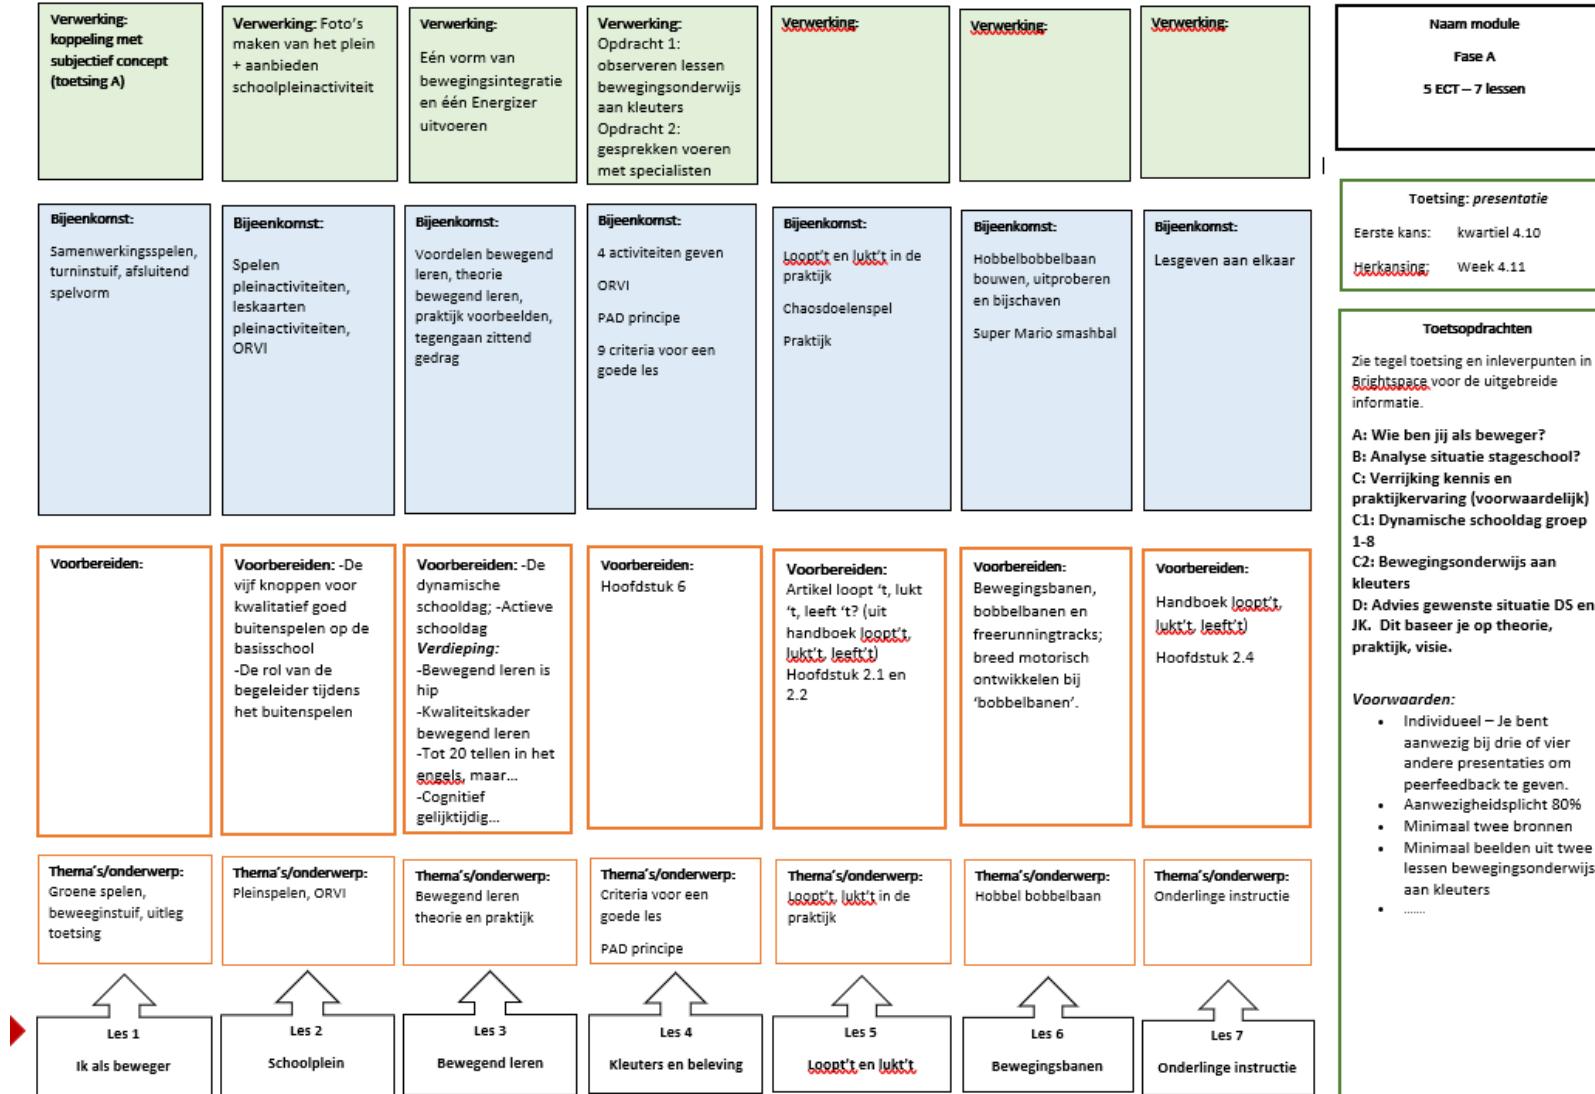 Verwerking:
koppeling met
subjectief concept
(toetsing A)
Verwerking: Foto's
maken van het plein
+ aanbieden
schoolpleinactiviteit
Verwerking:
Eén vorm van
bewegingsintegratie
en één Energizer
uitvoeren
Verwerking:
Opdracht 1:
observeren lessen
bewegingsonderwijs
aan kleuters
Opdracht 2:
gesprekken voeren
met specialisten
Verwerking:
Verwerking:
Verwerking:
Naam module
Fase A
5 ECT – 7 lessen
Bijeenkomst:
Samenwerkingsspelen,
turninstuif, afsluitend
spelvorm
Bijeenkomst:
Spelen
pleinactiviteiten,
leskaarten
pleinactiviteiten,
ORVI
Bijeenkomst:
Voordelen bewegend
leren, theorie
bewegend leren,
praktijk voorbeelden,
tegengaan zittend
gedrag
Bijeenkomst:
4 activiteiten geven
ORVI
PAD principe
9 criteria voor een
goede les
Bijeenkomst:
Loopt't en lukt't in de
praktijk
Chaosdoelenspel
Praktijk
Bijeenkomst:
Hobbelbobbelbaan
bouwen, uitproberen
en bijschaven
Super Mario smashbal
Bijeenkomst:
Lesgeven aan elkaar
Toetsing: presentatie
Eerste kans: kwartiel 4.10
Herkansing: Week 4.11
Toetsopdrachten
Zie tegel toetsing en inleverpunten in
Brightspace voor de uitgebreide
informatie.
A: Wie ben jij als beweger?
B: Analyse situatie stageschool?
C: Verrijking kennis en
praktijkervaring (voorwaardelijk)
C1: Dynamische schooldag groep
1-8
C2: Bewegingsonderwijs aan
kleuters
D: Advies gewenste situatie DS en
JK. Dit baseer je op theorie,
praktijk, visie.
Voorwaarden:
• Individueel – Je bent
aanwezig bij drie of vier
andere presentaties om
peerfeedback te geven.
• Aanwezigheidsplicht 80%
• Minimaal twee bronnen
• Minimaal beelden uit twee
lessen bewegingsonderwijs
aan kleuters
• .......
Voorbereiden:
Voorbereiden: -De
vijf knoppen voor
kwalitatief goed
buitenspelen op de
basisschool
-De rol van de
begeleider tijdens
het buitenspelen
Voorbereiden: -De
dynamische
schooldag; -Actieve
schooldag
Verdieping:
-Bewegend leren is
hip
-Kwaliteitskader
bewegend leren
-Tot 20 tellen in het
engels, maar...
-Cognitief
gelijktijdig...
Voorbereiden:
Hoofdstuk 6
Voorbereiden:
Artikel loopt 't, lukt
't, leeft 't? (uit
handboek loopt't,
lukt't, leeft't)
Hoofdstuk 2.1 en
2.2
Voorbereiden:
Bewegingsbanen,
bobbelbanen en
freerunningtracks;
breed motorisch
ontwikkelen bij
'bobbelbanen'.
Voorbereiden:
Handboek loopt't,
lukt't, leeft't)
Hoofdstuk 2.4
Thema's/onderwerp:
Groene spelen,
beweeginstuif, uitleg
toetsing
Thema's/onderwerp:
Pleinspelen, ORVI
Thema's/onderwerp:
Bewegend leren
theorie en praktijk
Thema's/onderwerp:
Criteria voor een
goede les
PAD principe
Thema's/onderwerp:
Loopt't, lukt't in de
praktijk
Thema's/onderwerp:
Hobbel bobbelbaan
Thema's/onderwerp:
Onderlinge instructie
Les 1
Ik als beweger
Les 2
Schoolplein
Les 3
Bewegend leren
Les 4
Kleuters en beleving
Les 5
Loopt't en lukt't
Les 6
Bewegingsbanen
Les 7
Onderlinge instructie